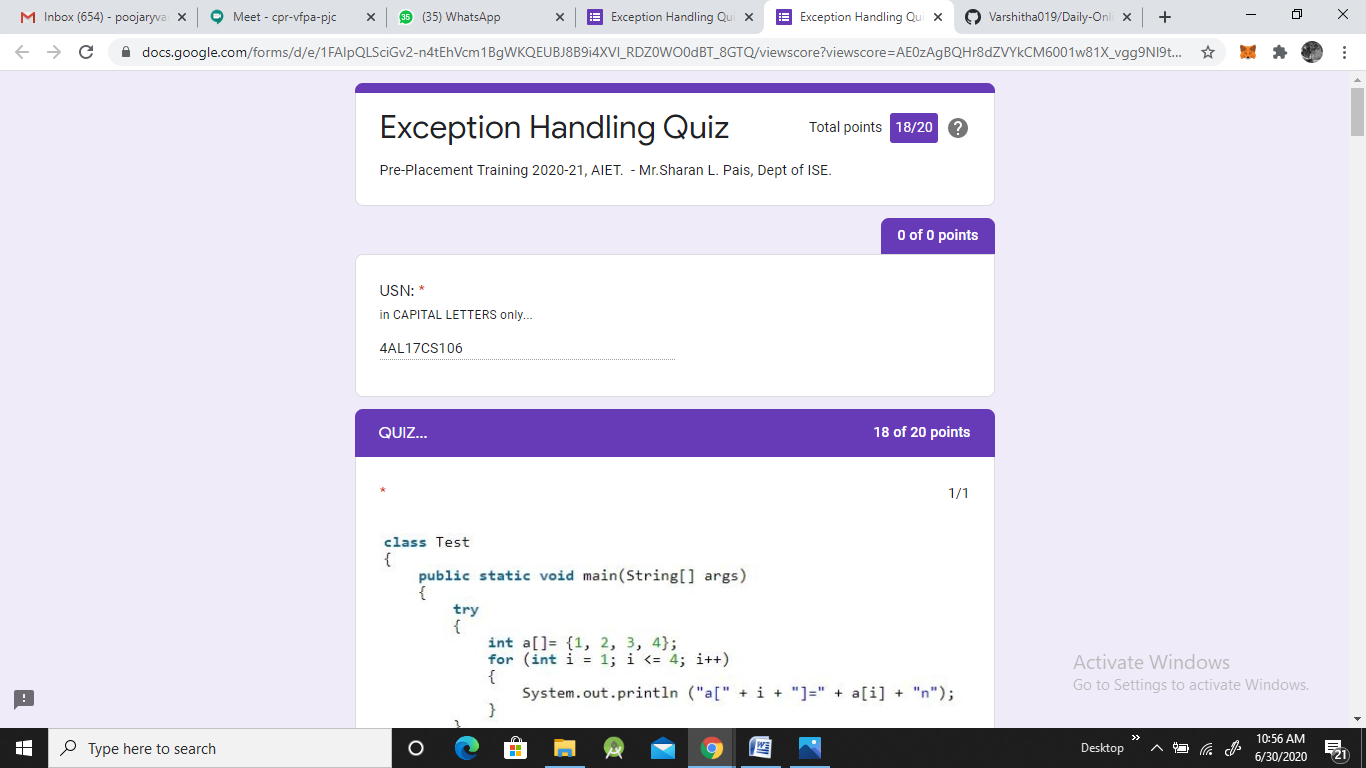 Inbox (654) - poojaryva
Meet - cpr-vfpa-pjc
(35) WhatsApp
Exception Handling Qu
Exception Handling Qu
Varshitha019/Daily-Onl
docs.google.com/forms/d/e/1FAIpQLSciGv2-n4tEhVcm1BgWKQEUBJ8B9i4XVI_RDZ0WO0dBT_8GTQ/viewscore?viewscore=AE0zAgBQHr8dZVYkCM6001w81X_vgg9NI9t...
Exception Handling Quiz
Total points 18/20
Pre-Placement Training 2020-21, AIET. - Mr.Sharan L. Pais, Dept of ISE.
0 of 0 points
USN: *
in CAPITAL LETTERS only...
4AL17CS106
QUIZ...
18 of 20 points
*
1/1
class Test
{
public static void main(String[] args)
{
try
{
int a[]= {1, 2, 3, 4};
for (int i = 1; i <= 4; i++)
{
System.out.println ("a[" + i + "]=" + a[i] + "n");
}
}
Activate Windows
Go to Settings to activate Windows.
Type here to search
Desktop
10:56 AM
6/30/2020
21